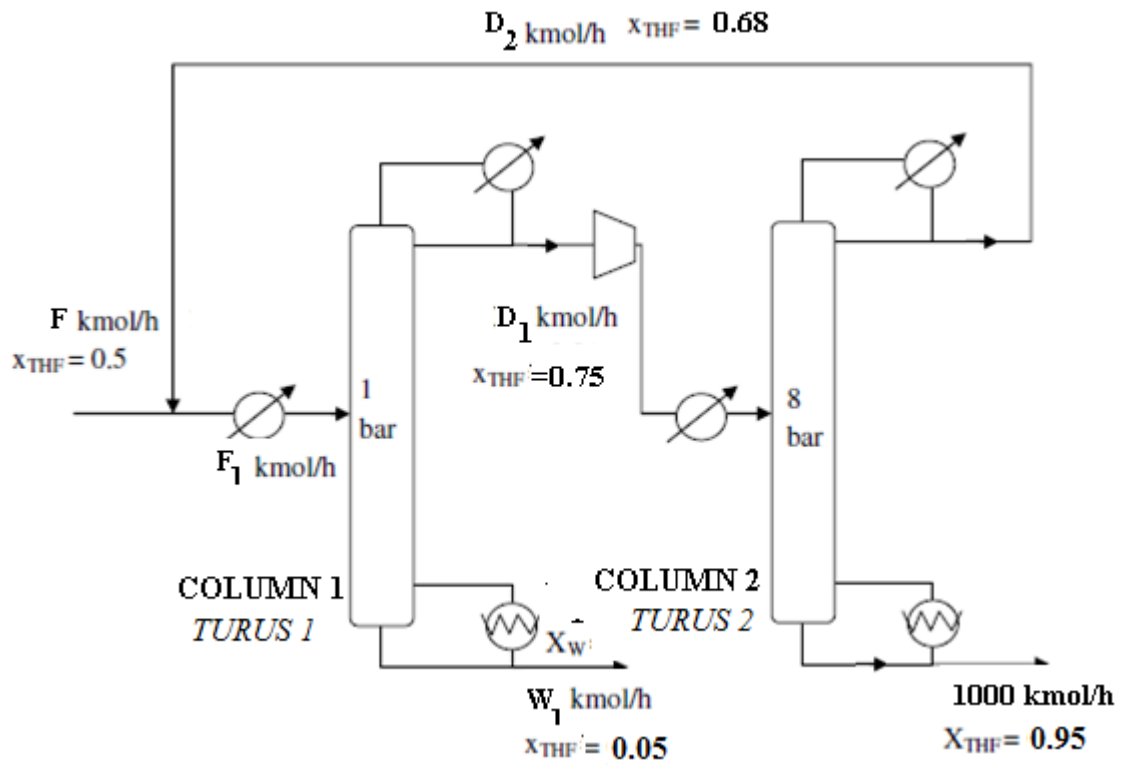 D2 kmol/h xTHF = 0.68
F kmol/h
xTHF = 0.5
D1 kmol/h
xTHF =0.75
1
bar
8
bar
F1 kmol/h
COLUMN 1
TURUS 1
COLUMN 2
TURUS 2
XW
W1 kmol/h
xTHF = 0.05
1000 kmol/h
XTHF = 0.95